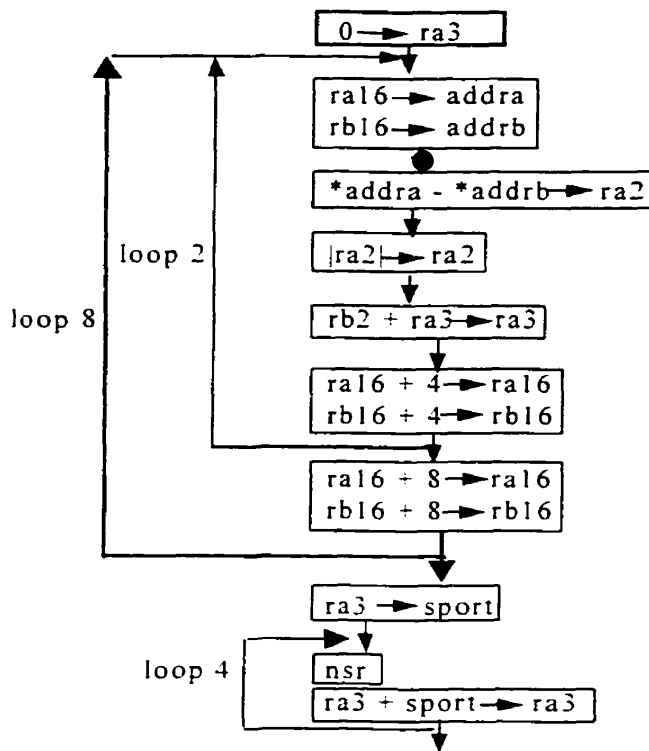 0 → ra3
ra16 → addra
rb16 → addrb
*addra - *addrb → ra2
loop 2
|ra2| → ra2
loop 8
rb2 + ra3 → ra3
ra16 + 4 → ra16
rb16 + 4 → rb16
ra16 + 8 → ra16
rb16 + 8 → rb16
ra3 → sport
loop 4
nsr
ra3 + sport → ra3